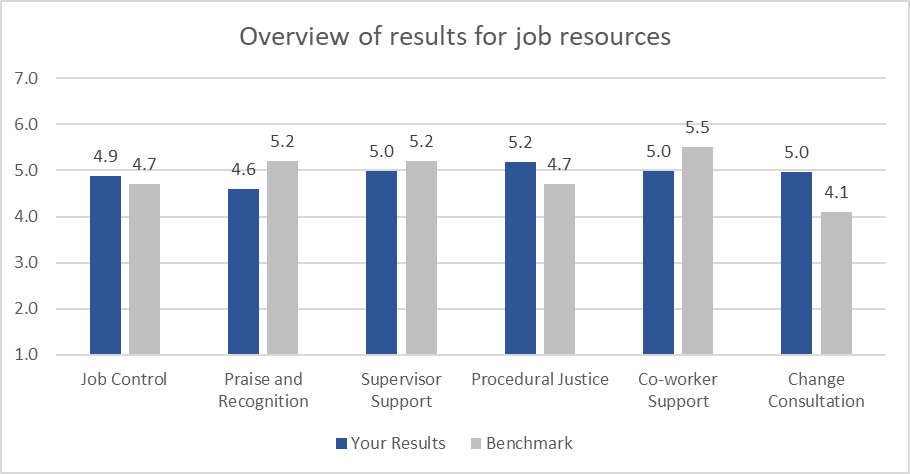 Overview of results for job resources
7.0
6.0
5.0
4.0
3.0
2.0
1.0
4.9
4.7
4.6
5.2
5.0
5.2
5.2
4.7
5.0
5.5
5.0
4.1
Job Control
Praise and
Recognition
Supervisor
Support
Procedural Justice
Co-worker
Support
Change
Consultation
Your Results
Benchmark